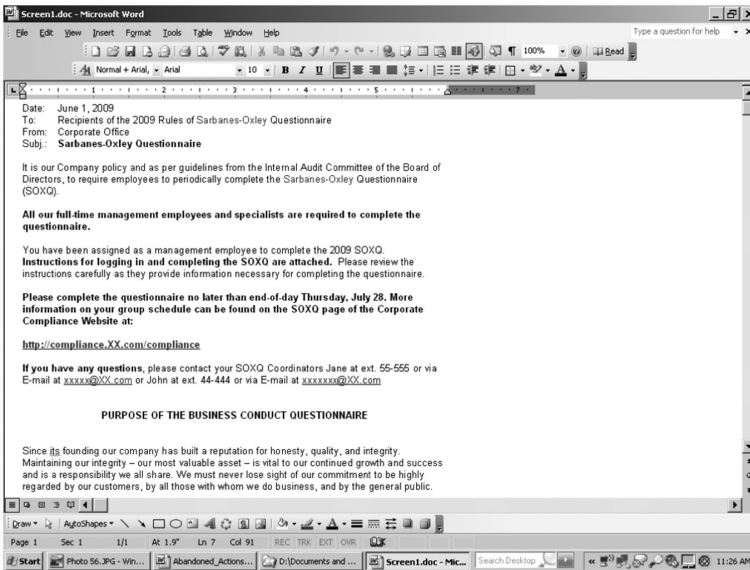 Screen1.doc - Microsoft Word
File Edit View Insert Format Tools Table Window Help
Type a question for help
100%
Read
Normal + Arial, Arial 10 B I U
1 2 3 4 5 7
Date: June 1, 2009
To: Recipients of the 2009 Rules of Sarbanes-Oxley Questionnaire
From: Corporate Office
Subj.: Sarbanes-Oxley Questionnaire
It is our Company policy and as per guidelines from the Internal Audit Committee of the Board of
Directors, to require employees to periodically complete the Sarbanes-Oxley Questionnaire
(SOXQ).
All our full-time management employees and specialists are required to complete the
questionnaire.
You have been assigned as a management employee to complete the 2009 SOXQ.
Instructions for logging in and completing the SOXQ are attached. Please review the
instructions carefully as they provide information necessary for completing the questionnaire.
Please complete the questionnaire no later than end-of-day Thursday, July 28. More
information on your group schedule can be found on the SOXQ page of the Corporate
Compliance Website at:
http://compliance.XX.com/compliance
If you have any questions, please contact your SOXQ Coordinators Jane at ext. 55-555 or via
E-mail at xxxxx@XX.com or John at ext. 44-444 or via E-mail at xxxxxxx@XX.com
PURPOSE OF THE BUSINESS CONDUCT QUESTIONNAIRE
Since its founding our company has built a reputation for honesty, quality, and integrity.
Maintaining our integrity – our most valuable asset – is vital to our continued growth and success
and is a responsibility we all share. We must never lose sight of our commitment to be highly
regarded by our customers, by all those with whom we do business, and by the general public.
Draw AutoShapes
Page 1 Sec 1 1/1 At 1.9" Ln 7 Col 91 REC TRK EXT OVR
Start Photo 56.JPG - Win... Abandoned_Actions... D:\Documents and ... Screen1.doc - Mic... Search Desktop 11:26 AM